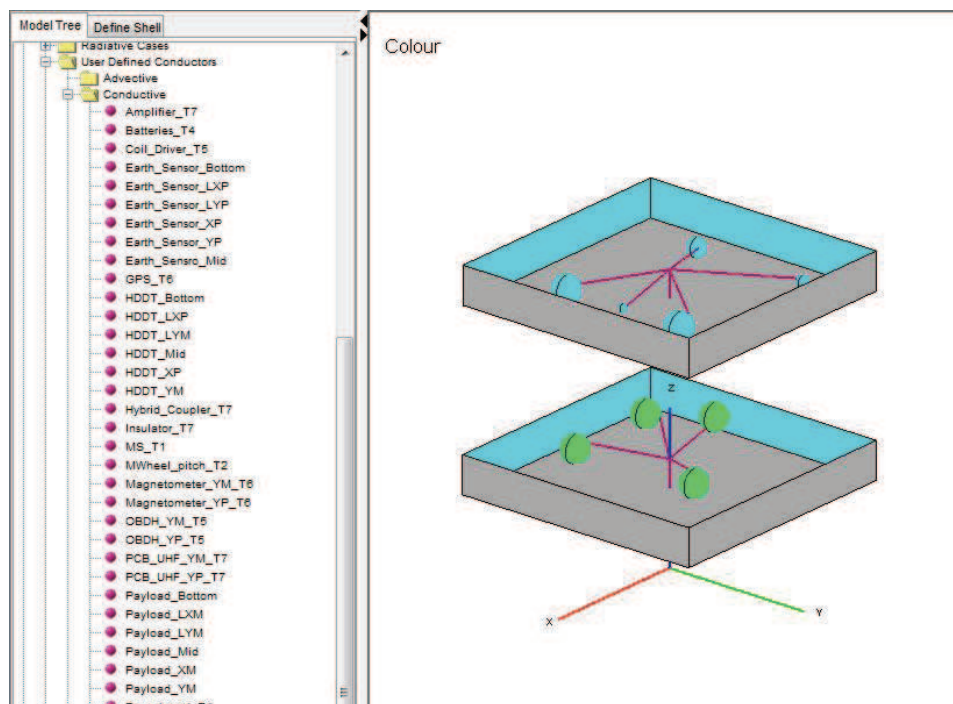 Model Tree
Define Shell
Radiative Cases
User Defined Conductors
Advective
Conductive
Amplifier_T7
Batteries_T4
Coil_Driver_T5
Earth_Sensor_Bottom
Earth_Sensor_LXP
Earth_Sensor_LYP
Earth_Sensor_XP
Earth_Sensor_YP
Earth_Sensro_Mid
GPS_T6
HDDT_Bottom
HDDT_LXP
HDDT_LYM
HDDT_Mid
HDDT_XP
HDDT_YM
Hybrid_Coupler_T7
Insulator_T7
MS_T1
MWheel_pitch_T2
Magnetometer_YM_T6
Magnetometer_YP_T6
OBDH_YM_T5
OBDH_YP_T5
PCB_UHF_YM_T7
PCB_UHF_YP_T7
Payload_Bottom
Payload_LXM
Payload_LYM
Payload_Mid
Payload_XM
Payload_YM
Colour
Z
X
Y